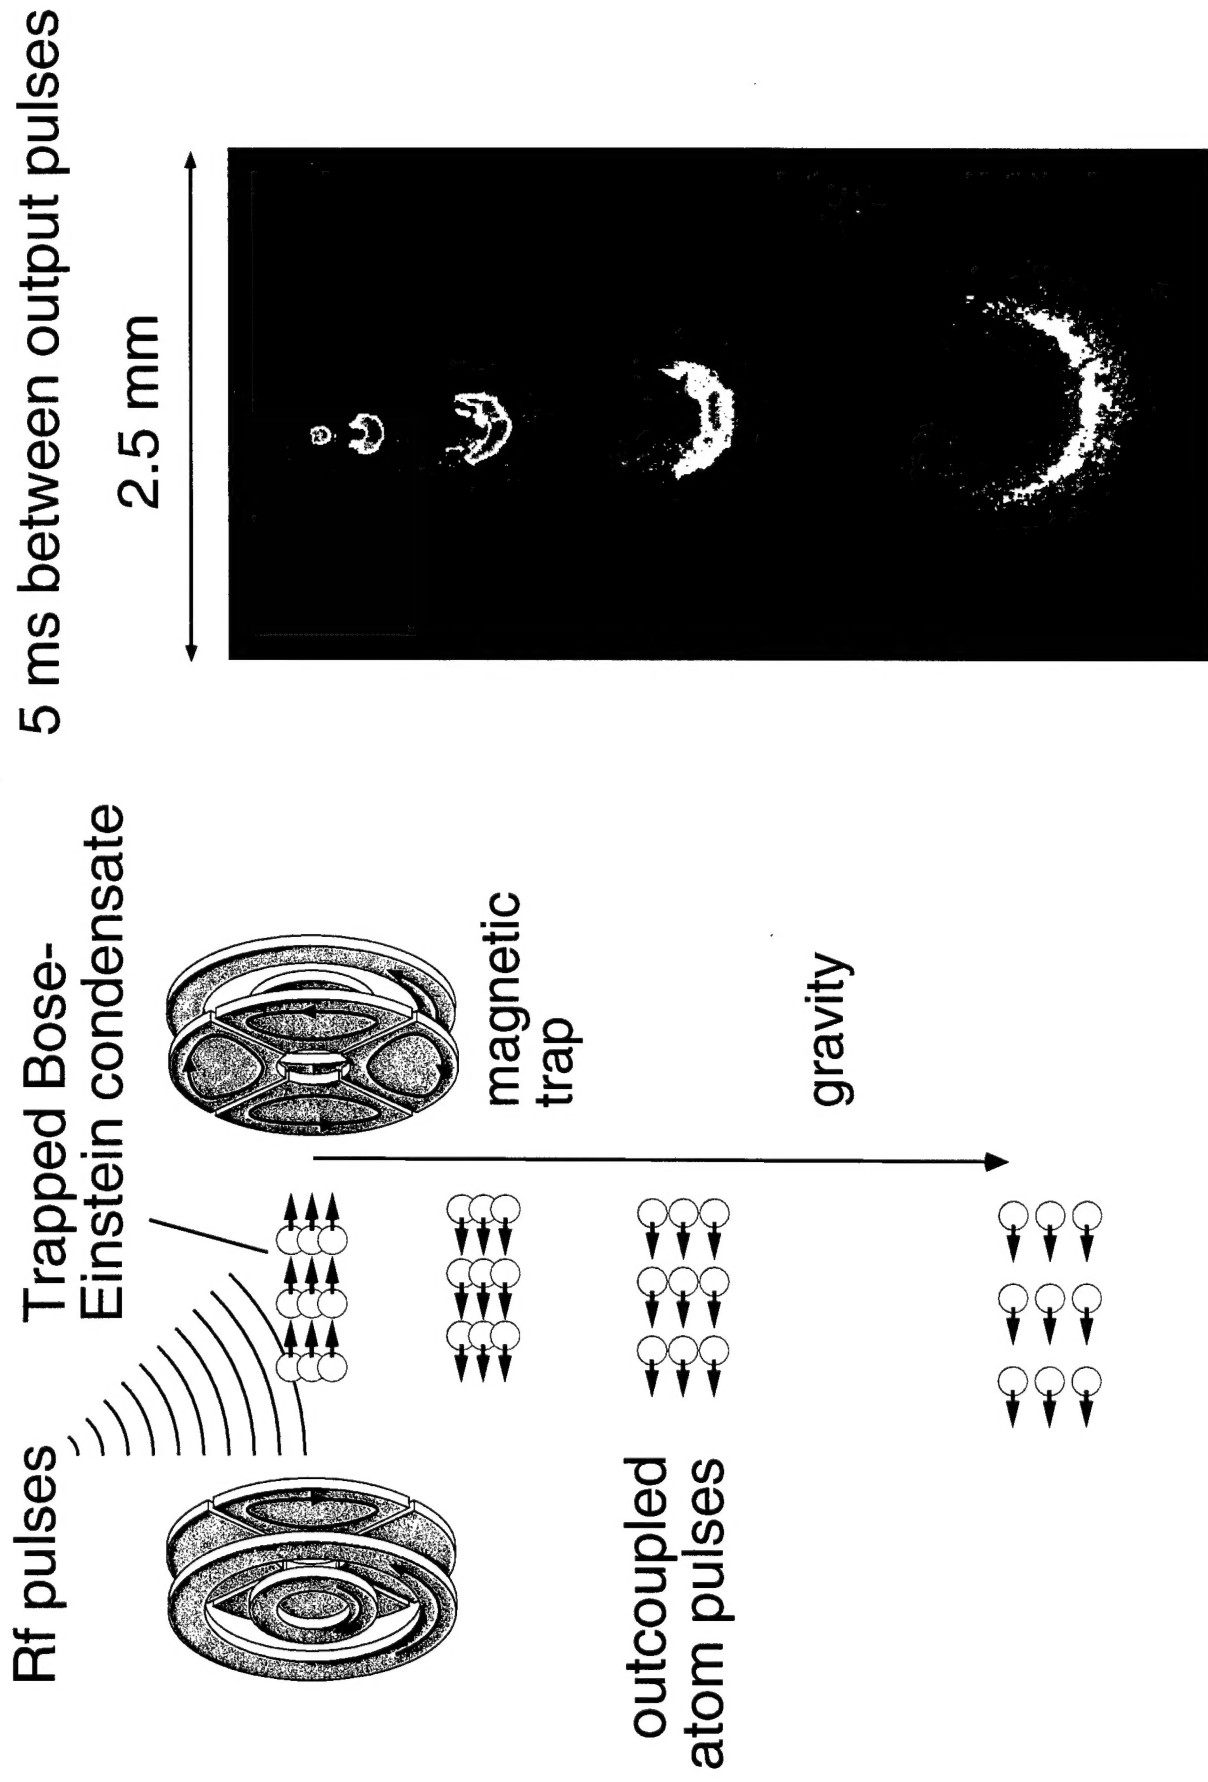 Rf pulses
Trapped Bose-
Einstein condensate
magnetic
trap
gravity
outcoupled
atom pulses
5 ms between output pulses
2.5 mm